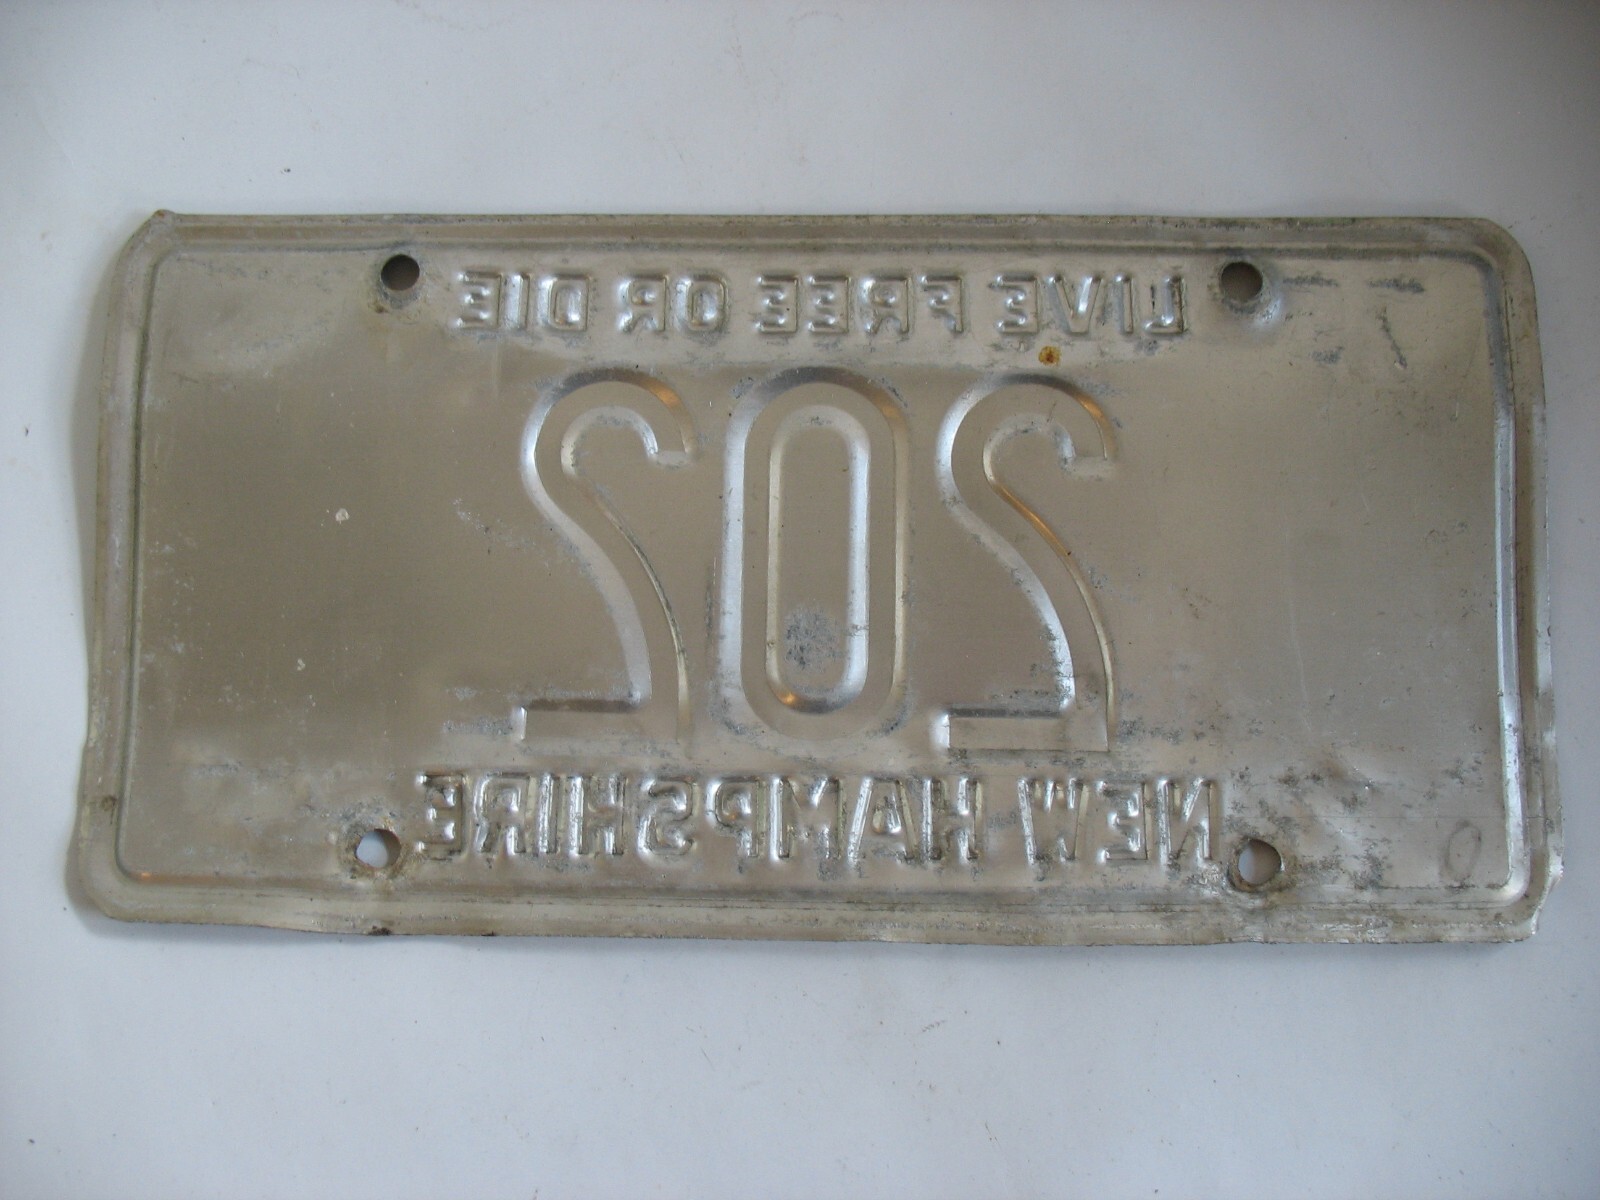 LIVE FREE OR DIE
202
NEW HAMPSHIRE